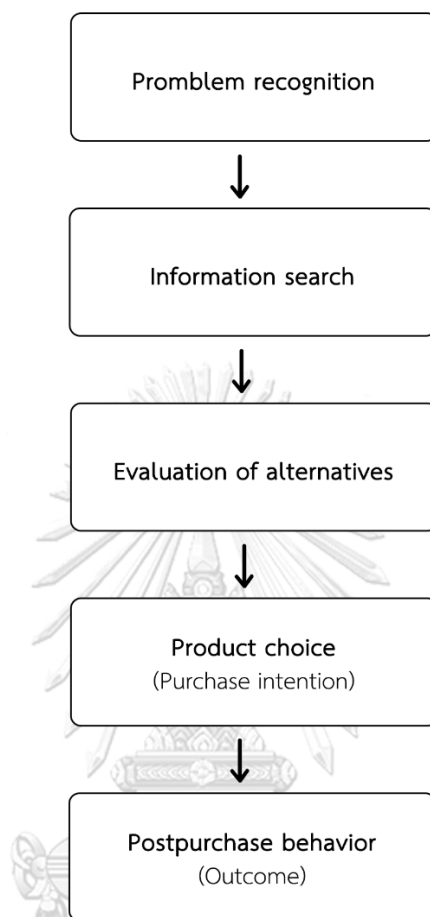 Promblem recognition
Information search
Evaluation of alternatives
Product choice
(Purchase intention)
Postpurchase behavior
(Outcome)